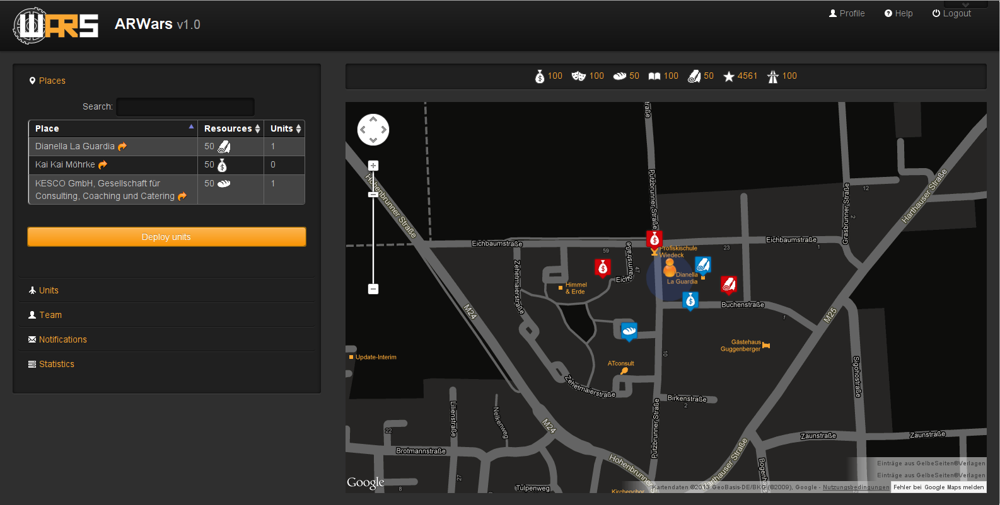 WARS
ARWars v1.0
Profile
Help
Logout
Places
Search:
Place Resources Units
Dianella La Guardia 50 1
Kai Kai Möhrke 50 0
KESCO GmbH, Gesellschaft für
Consulting, Coaching und Catering 50 1
Deploy units
Units
Team
Notifications
Statistics
100 100 50 100 50 4561 100
straße
Hohenbrunner Straße
Putzbrunner Straße
Grasbrunner Straße
12
2
Harthauser Straße
Eichbaumstraße
Eichbaumstraße
1
23
59
47
Eichbaumstraße
Profiskischule
Wiedeck
Dianella
La Guardia
Himmel
& Erde
Zehetmaierstraße
M24
Buchenstraße
1
M25
Gästehaus
Guggenberger
10
Update-Interim
ATconsult
Zehetmaierstraße
Birkenstraße
2
Sigohostraße
Lilienstraße
Nelkenweg
M24
Putzbrunner Straße
22
Zaunstraße
Zaunstraße
Brotmannstraße
Hohenbrunner
Harthauser Straße
Bogenhaus
27
8
Tulpenweg
Kirchenchor
Google
Einträge aus GelbeSeiten®Verlagen
Einträge aus GelbeSeiten®Verlagen
Kartendaten ©2013 GeoBasis-DE/BKG (©2009), Google - Nutzungsbedingungen
Fehler bei Google Maps melden